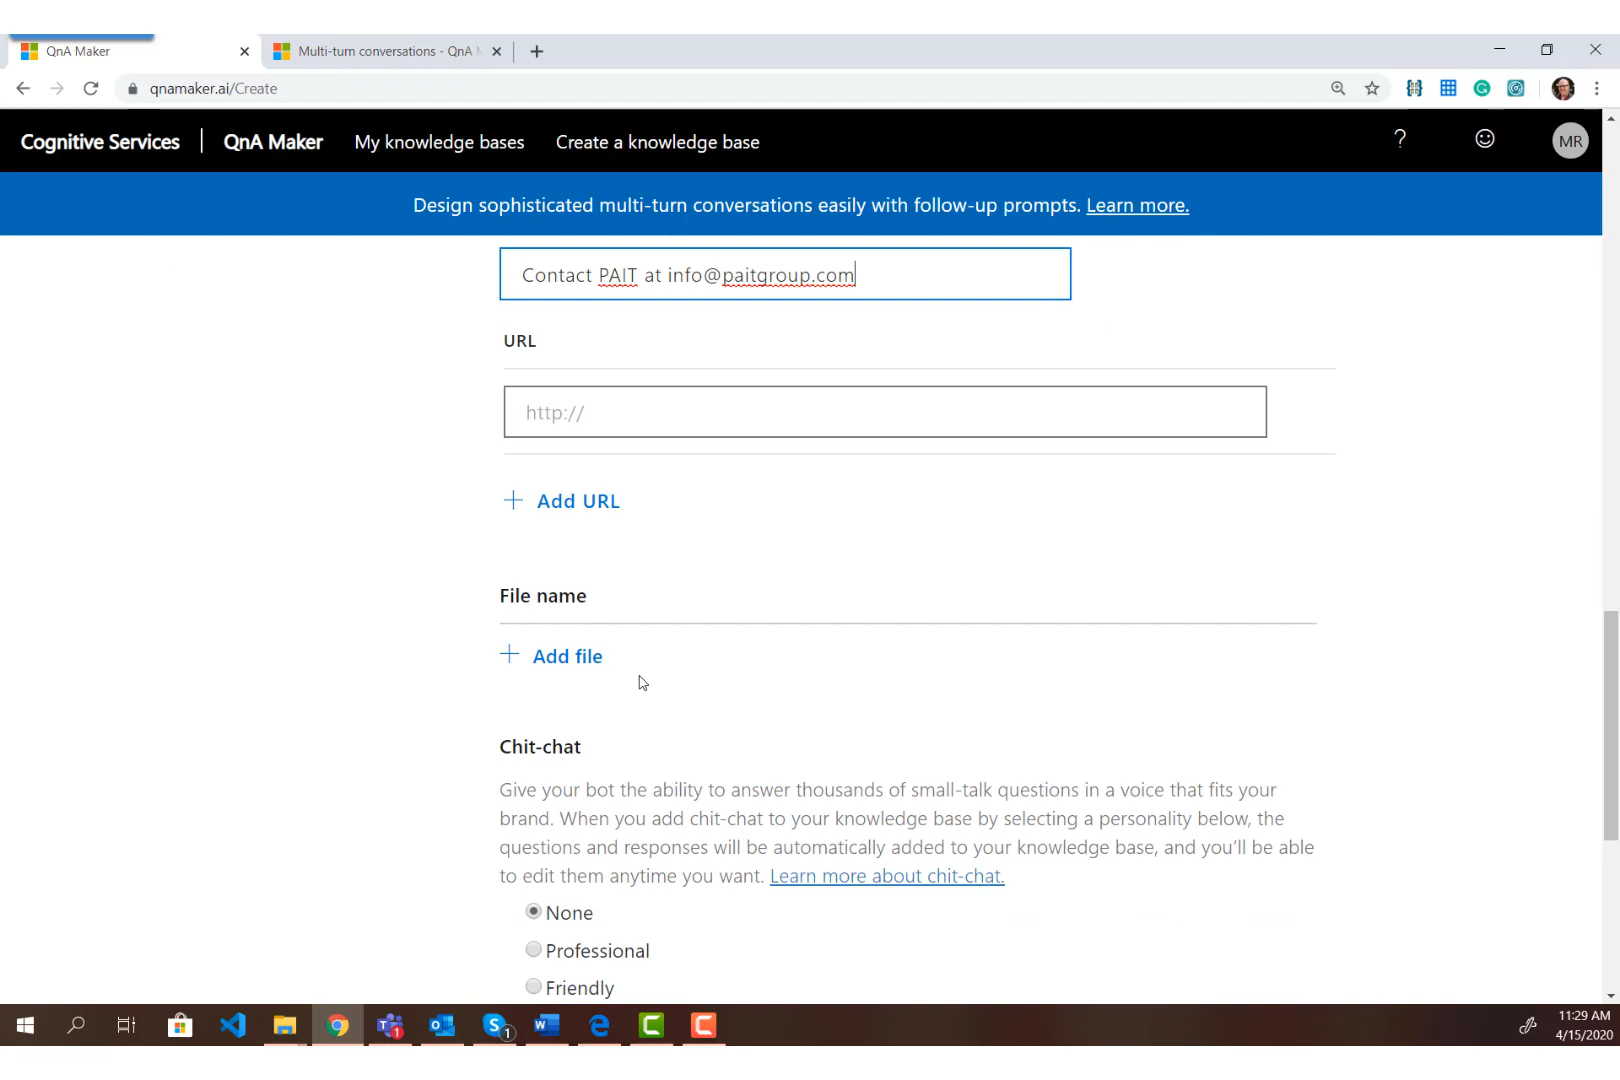 QnA Maker
Multi-turn conversations - QnA
qnamaker.ai/Create
Cognitive Services | QnA Maker My knowledge bases Create a knowledge base ? MR
Design sophisticated multi-turn conversations easily with follow-up prompts. Learn more.
Contact PAIT at info@paitgroup.com
URL
http://
+ Add URL
File name
+ Add file
Chit-chat
Give your bot the ability to answer thousands of small-talk questions in a voice that fits your
brand. When you add chit-chat to your knowledge base by selecting a personality below, the
questions and responses will be automatically added to your knowledge base, and you'll be able
to edit them anytime you want. Learn more about chit-chat.
None
Professional
Friendly
11:29 AM
4/15/2020